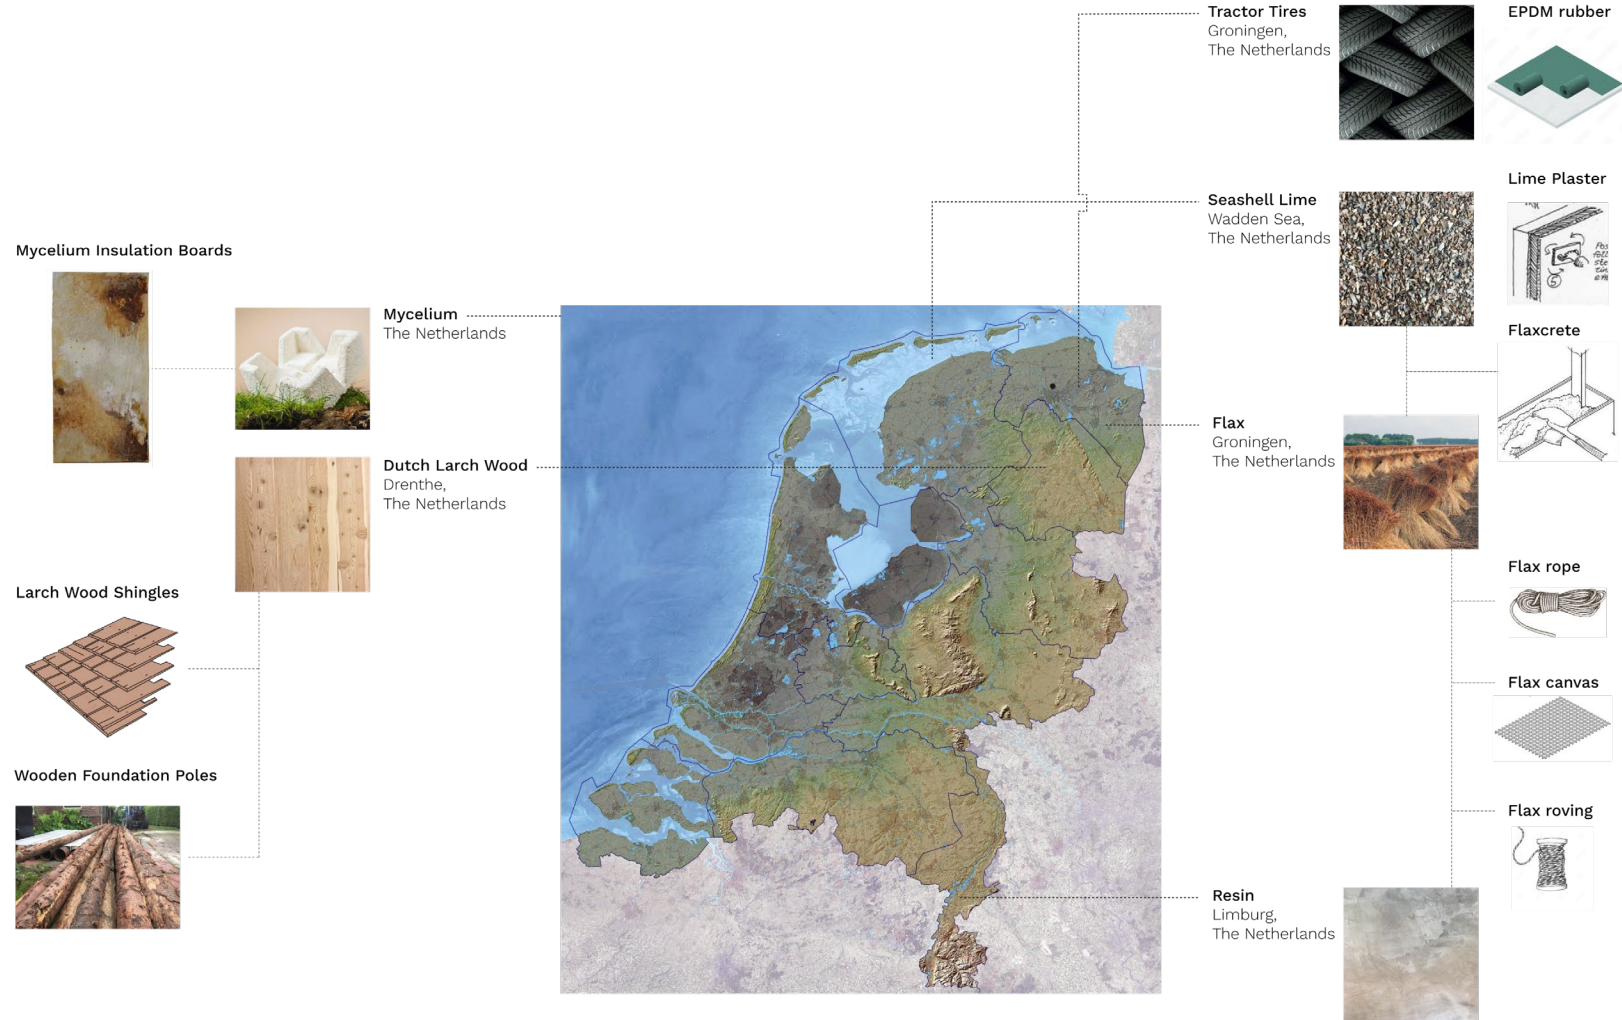 Tractor Tires
Groningen,
The Netherlands
EPDM rubber
Seashell Lime
Wadden Sea,
The Netherlands
Lime Plaster
5
Mycelium Insulation Boards
Mycelium
The Netherlands
Flaxcrete
Dutch Larch Wood
Drenthe,
The Netherlands
Flax
Groningen,
The Netherlands
Larch Wood Shingles
Wooden Foundation Poles
Flax rope
Flax canvas
Flax roving
Resin
Limburg,
The Netherlands